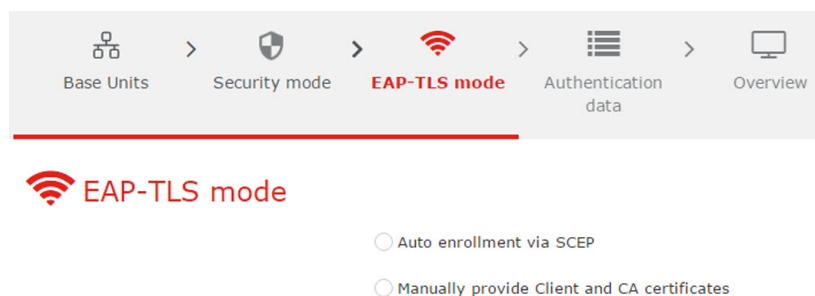 Base Units
Security mode
EAP-TLS mode
Authentication
data
Overview
EAP-TLS mode
Auto enrollment via SCEP
Manually provide Client and CA certificates